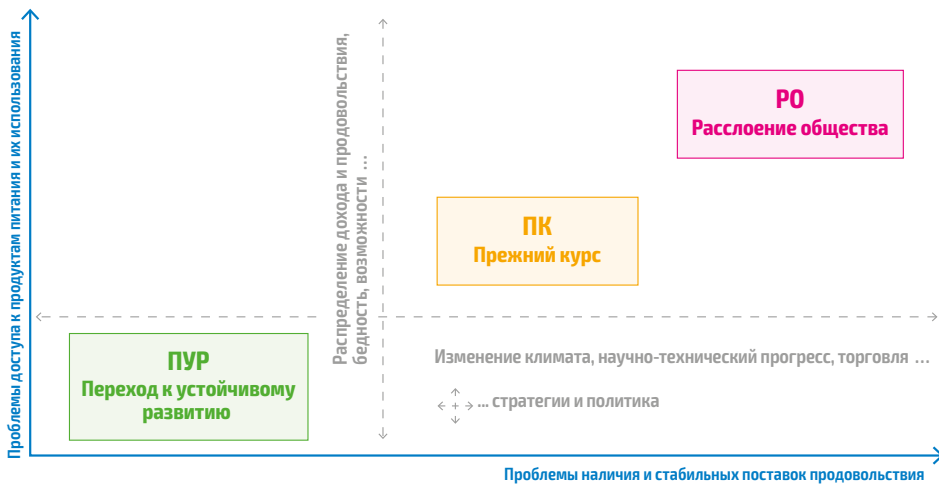 Проблемы доступа к продуктам питания и их использования
Распределение дохода и продовольствия,
бедность, возможности ...
РО
Расслоение общества
ПК
Прежний курс
ПУР
Переход к устойчивому
развитию
Изменение климата, научно-технический прогресс, торговля ...
... стратегии и политика
Проблемы наличия и стабильных поставок продовольствия